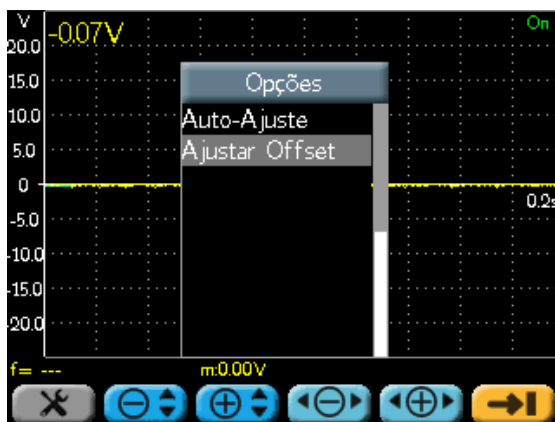 V
-0.07V
On
20.0
15.0
Opções
10.0
Auto-Ajuste
5.0
Ajustar Offset
0
0.2s
-5.0
-10.0
-15.0
-20.0
f= ---
m:0.00V